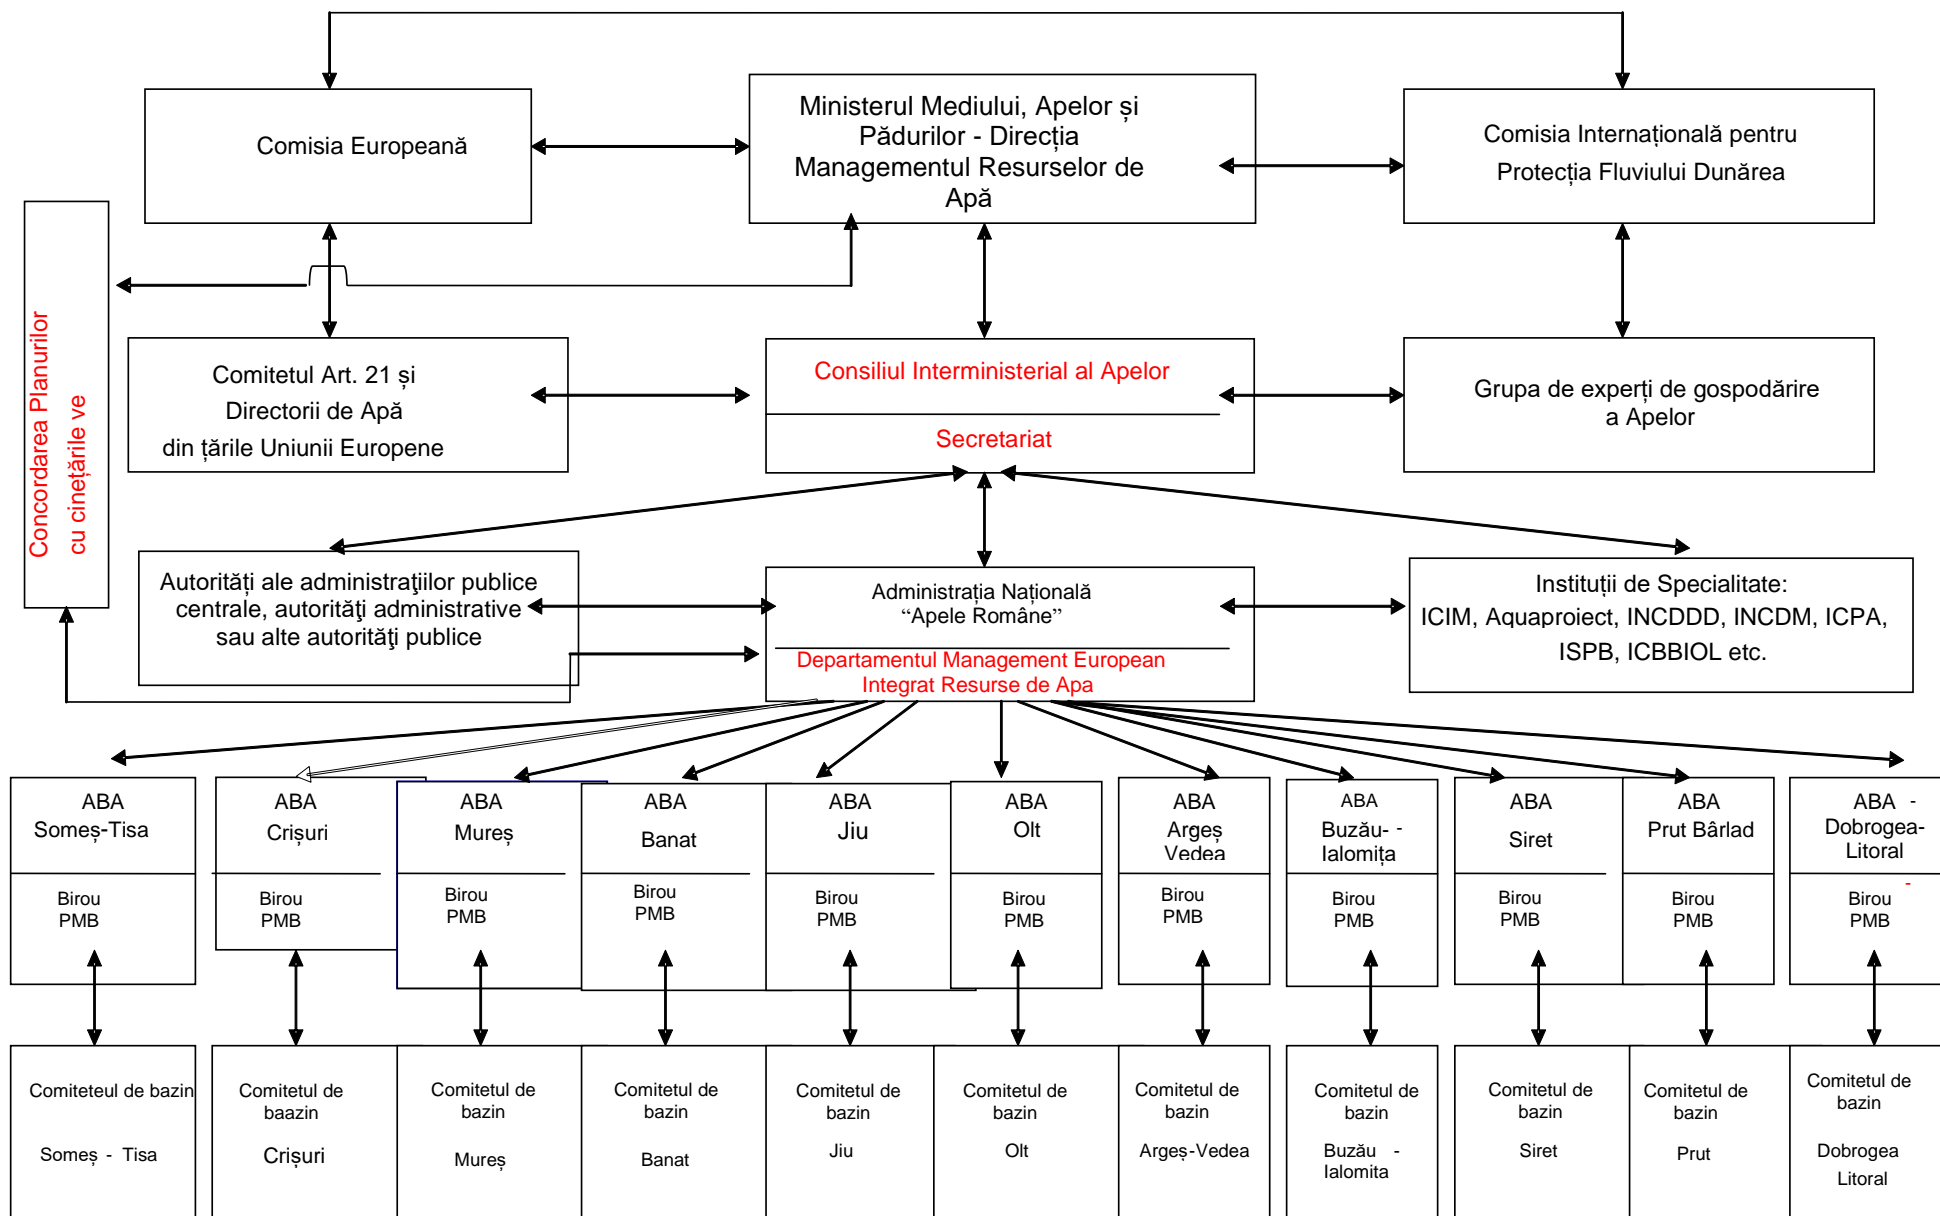 Comisia Europeană
Ministerul Mediului, Apelor și
Pădurilor - Direcția
Managementul Resurselor de
Apă
Comisia Internațională pentru
Protecția Fluviului Dunărea
Concordarea Planurilor
cu cinețările ve
Comitetul Art. 21 și
Directorii de Apă
din țările Uniunii Europene
Consiliul Interministerial al Apelor
Secretariat
Grupa de experți de gospodărire
a Apelor
Autorități ale administraţiilor publice
centrale, autorităţi administrative
sau alte autorităţi publice
Administrația Națională
“Apele Române”
Departamentul Management European
Integrat Resurse de Apa
Instituții de Specialitate:
ICIM, Aquaproiect, INCDDD, INCDM, ICPA,
ISPB, ICBBIOL etc.
ABA
Someș-Tisa
Birou
PMB
ABA
Crișuri
Birou
PMB
ABA
Mureș
Birou
PMB
ABA
Banat
Birou
PMB
ABA
Jiu
Birou
PMB
ABA
Olt
Birou
PMB
ABA
Argeș
Vedea
Birou
PMB
ABA
Buzău- -
Ialomița
Birou
PMB
ABA
Siret
Birou
PMB
ABA
Prut Bârlad
Birou
PMB
ABA -
Dobrogea-
Litoral
-
Birou
PMB
Comiteteul de bazin
Someș - Tisa
Comitetul de
baazin
Crișuri
Comitetul de
bazin
Mureș
Comitetul de
bazin
Banat
Comitetul de
bazin
Jiu
Comitetul de
bazin
Olt
Comitetul de
bazin
Argeș-Vedea
Comitetul de
bazin
Buzău -
Ialomita
Comitetul de
bazin
Siret
Comitetul de
bazin
Prut
Comitetul de
bazin
Dobrogea
Litoral